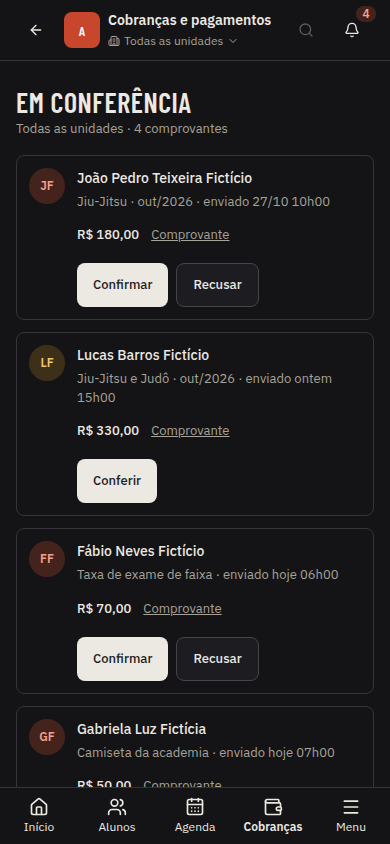 A
Cobranças e pagamentos
Todas as unidades
4
EM CONFERÊNCIA
Todas as unidades · 4 comprovantes
JF
João Pedro Teixeira Fictício
Jiu-Jitsu · out/2026 · enviado 27/10 10h00
R$ 180,00 Comprovante
Confirmar Recusar
LF
Lucas Barros Fictício
Jiu-Jitsu e Judô · out/2026 · enviado ontem
15h00
R$ 330,00 Comprovante
Conferir
FF
Fábio Neves Fictício
Taxa de exame de faixa · enviado hoje 06h00
R$ 70,00 Comprovante
Confirmar Recusar
GF
Gabriela Luz Fictícia
Camiseta da academia · enviado hoje 07h00
R$ 50,00 Comprovante
Início Alunos Agenda Cobranças Menu